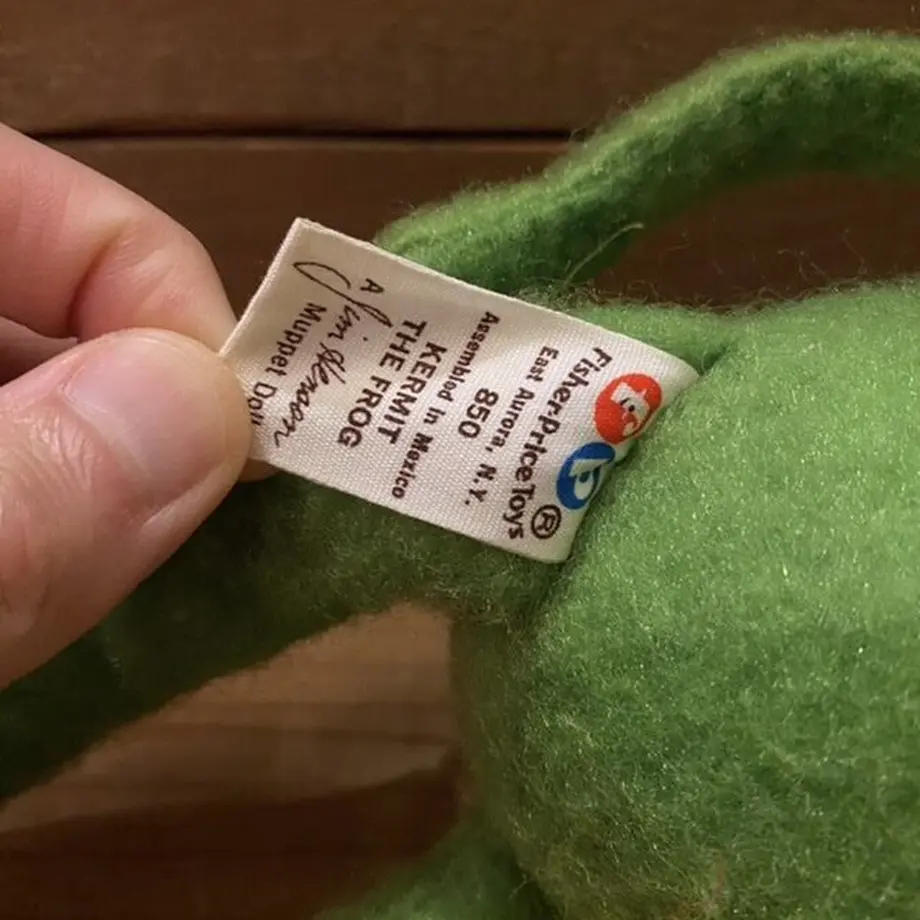 Fisher-Price Toys®
East Aurora, N.Y.
850
Assembled in Mexico.
KERMIT
THE FROG
A
Jim Henson
Muppet Doll